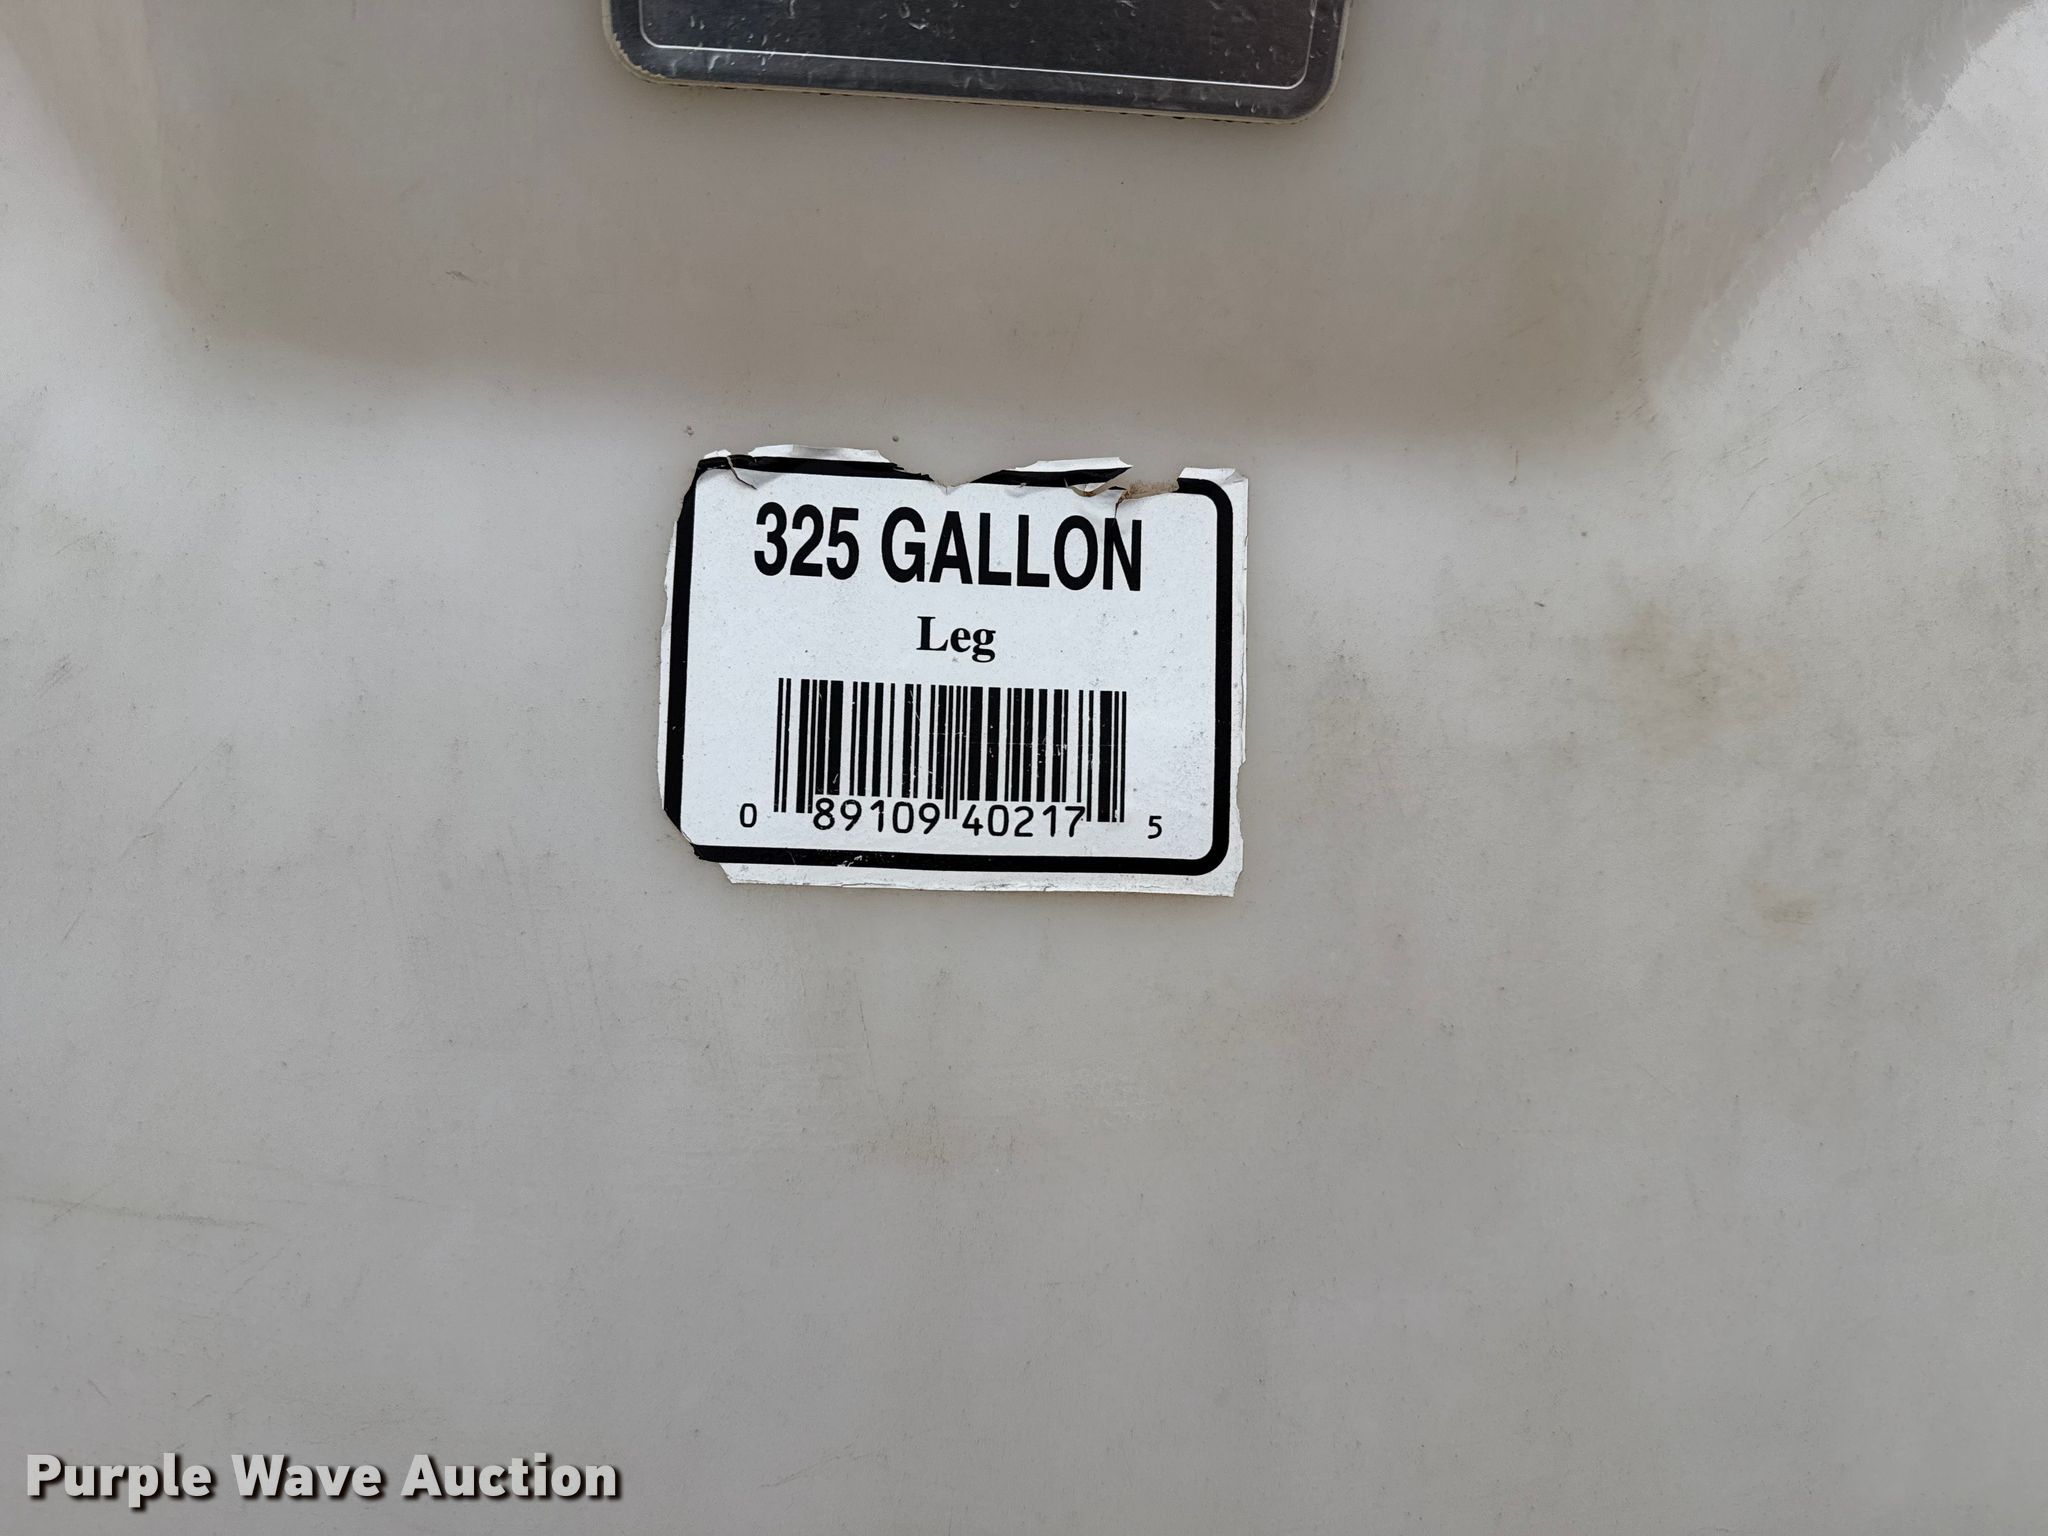 325 GALLON
Leg
0 89109 40217 5
Purple Wave Auction